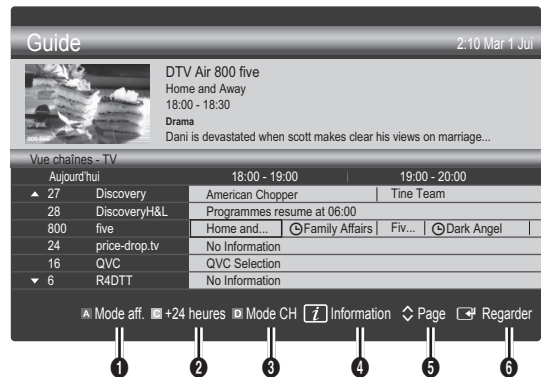 Guide 2:10 Mar 1 Jui
DTV Air 800 five
Home and Away
18:00 - 18:30
Drama
Dani is devastated when scott makes clear his views on marriage...
800 five
Vue chaînes - TV
Aujourd'hui 18:00 - 19:00 19:00 - 20:00
▲ 27 Discovery American Chopper Tine Team
28 DiscoveryH&L Programmes resume at 06:00
800 five Home and... Family Affairs Fiv... Dark Angel
24 price-drop.tv No Information
16 QVC QVC Selection
▼ 6 R4DTT No Information
A Mode aff. C +24 heures D Mode CH i Information Page Regarder
1 2 3 4 5 6